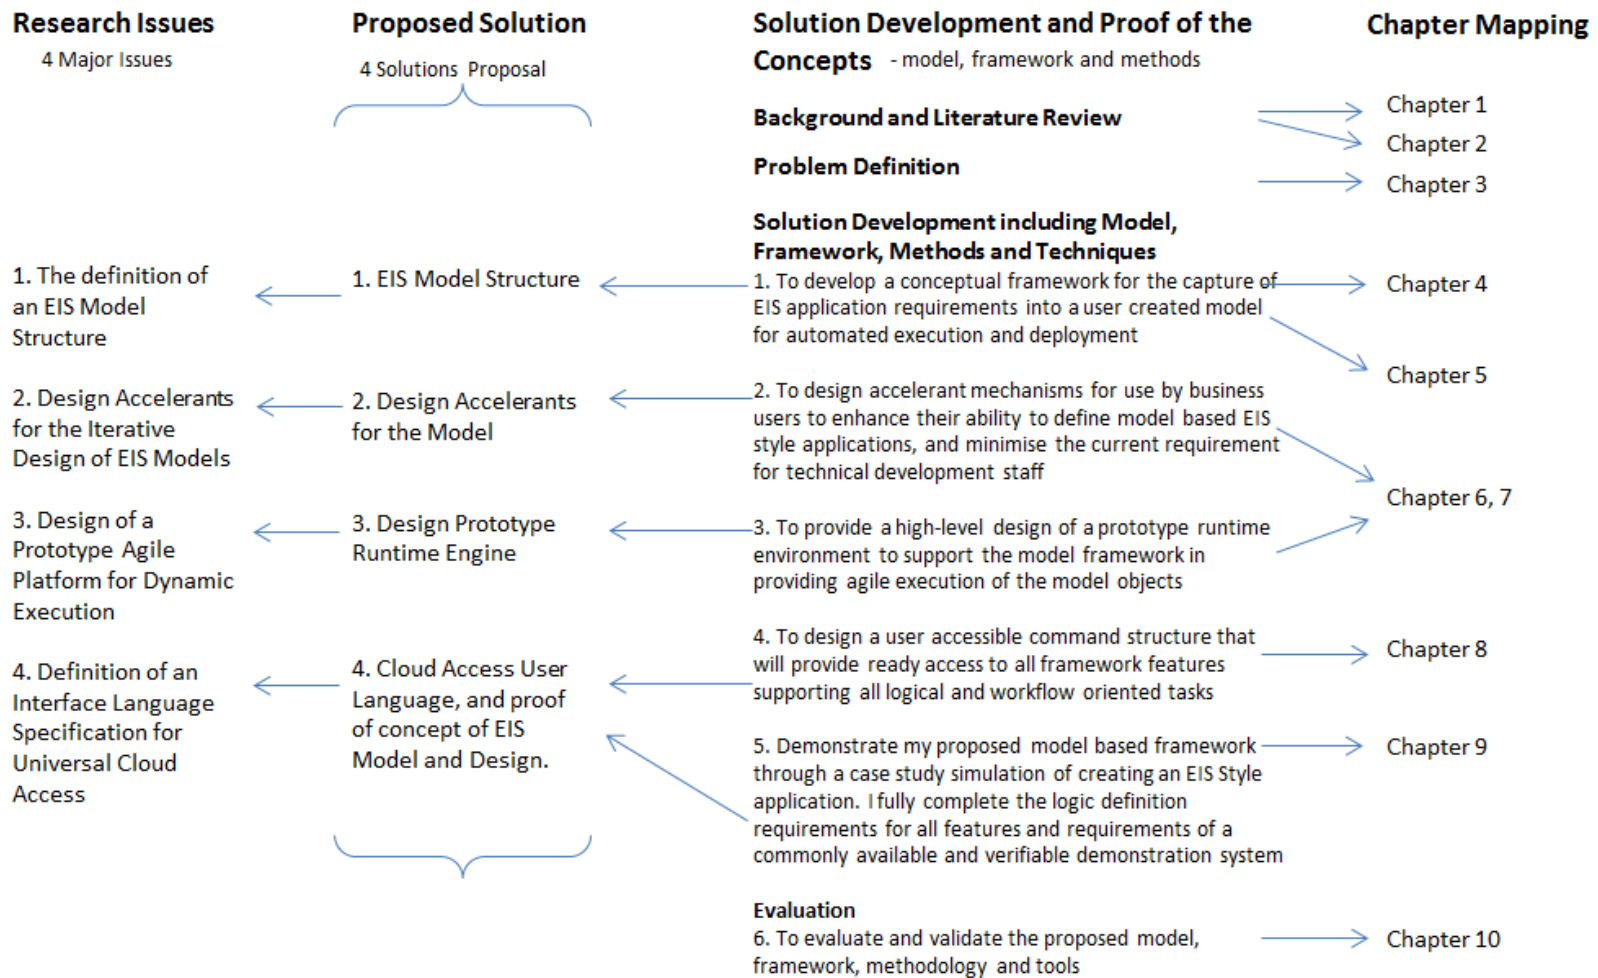 Research Issues
4 Major Issues
1. The definition of
an EIS Model
Structure
2. Design Accelerants
for the Iterative
Design of EIS Models
3. Design of a
Prototype Agile
Platform for Dynamic
Execution
4. Definition of an
Interface Language
Specification for
Universal Cloud
Access
Proposed Solution
4 Solutions Proposal
1. EIS Model Structure
2. Design Accelerants
for the Model
3. Design Prototype
Runtime Engine
4. Cloud Access User
Language, and proof
of concept of EIS
Model and Design.
Solution Development and Proof of the
Concepts - model, framework and methods
Background and Literature Review
Problem Definition
Solution Development including Model,
Framework, Methods and Techniques
1. To develop a conceptual framework for the capture of
EIS application requirements into a user created model
for automated execution and deployment
2. To design accelerant mechanisms for use by business
users to enhance their ability to define model based EIS
style applications, and minimise the current requirement
for technical development staff
3. To provide a high-level design of a prototype runtime
environment to support the model framework in
providing agile execution of the model objects
4. To design a user accessible command structure that
will provide ready access to all framework features
supporting all logical and workflow oriented tasks
5. Demonstrate my proposed model based framework
through a case study simulation of creating an EIS Style
application. I fully complete the logic definition
requirements for all features and requirements of a
commonly available and verifiable demonstration system
Evaluation
6. To evaluate and validate the proposed model,
framework, methodology and tools
Chapter Mapping
Chapter 1
Chapter 2
Chapter 3
Chapter 4
Chapter 5
Chapter 6, 7
Chapter 8
Chapter 9
Chapter 10